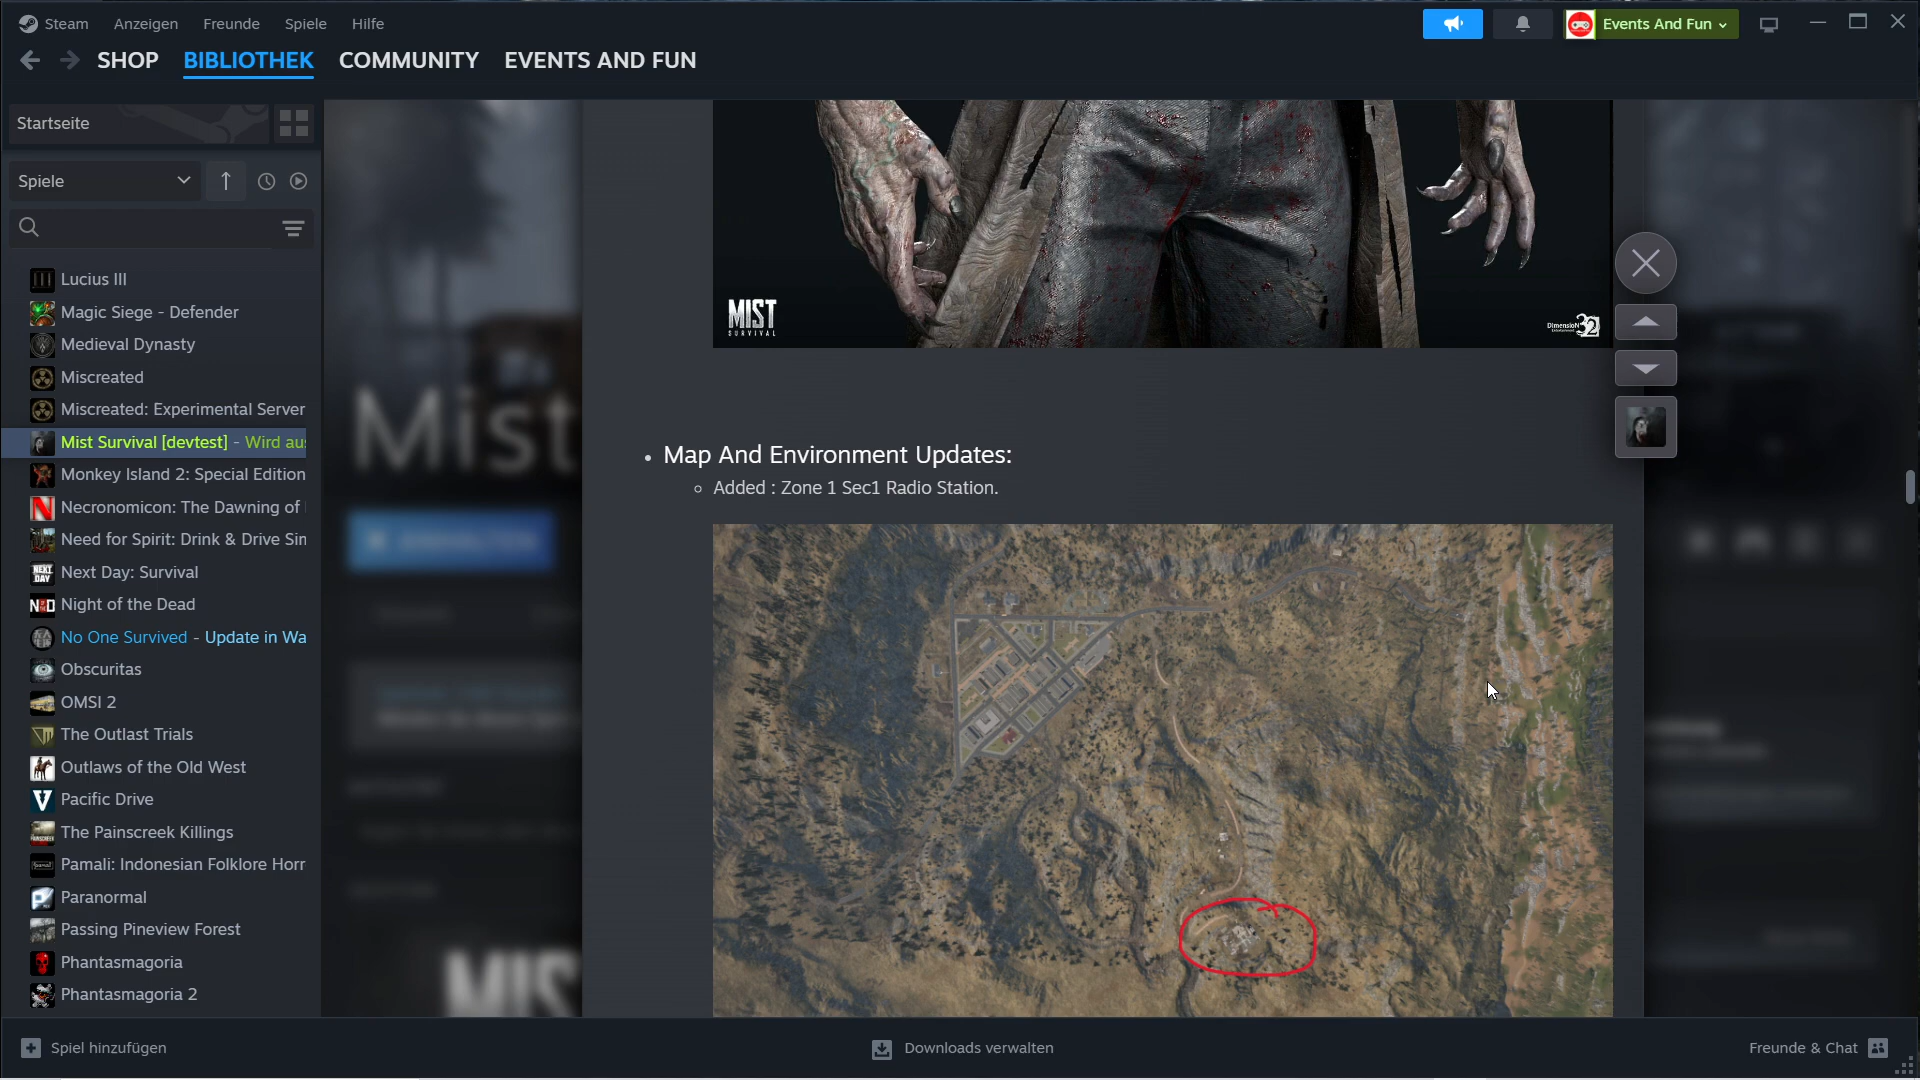 Steam
Anzeigen
Freunde
Spiele
Hilfe
Events And Fun
SHOP
BIBLIOTHEK
COMMUNITY
EVENTS AND FUN
Startseite
Spiele
Lucius III
Magic Siege - Defender
Medieval Dynasty
Miscreated
Miscreated: Experimental Server
Mist Survival [devtest] - Wird au
Monkey Island 2: Special Edition
Necronomicon: The Dawning of
Need for Spirit: Drink & Drive Sim
Next Day: Survival
Night of the Dead
No One Survived - Update in Wa
Obscuritas
OMSI 2
The Outlast Trials
Outlaws of the Old West
Pacific Drive
The Painscreek Killings
Pamali: Indonesian Folklore Horr
Paranormal
Passing Pineview Forest
Phantasmagoria
Phantasmagoria 2
Mist
MIS
MIST
SURVIVAL
DimensioN 32
Entertainment
Map And Environment Updates:
Added : Zone 1 Sec1 Radio Station.
Spiel hinzufügen
Downloads verwalten
Freunde & Chat